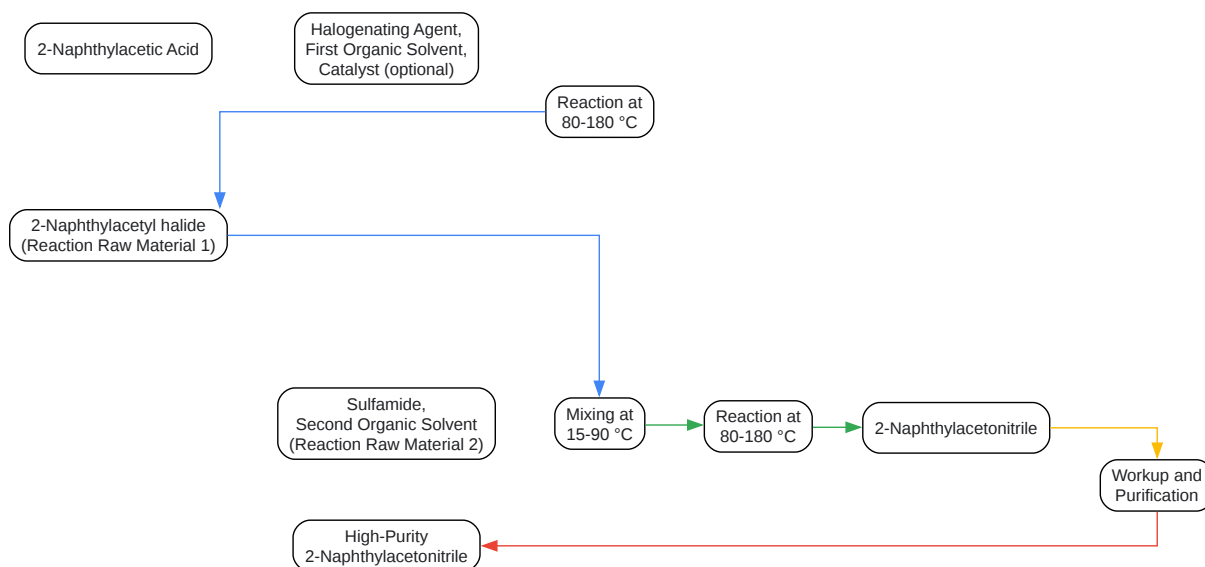 2-Naphthylacetic Acid
Halogenating Agent,
First Organic Solvent,
Catalyst (optional)
Reaction at
80-180 °C
2-Naphthylacetyl halide
(Reaction Raw Material 1)
Sulfamide,
Second Organic Solvent
(Reaction Raw Material 2)
Mixing at
15-90 °C
Reaction at
80-180 °C
2-Naphthylacetonitrile
Workup and
Purification
High-Purity
2-Naphthylacetonitrile